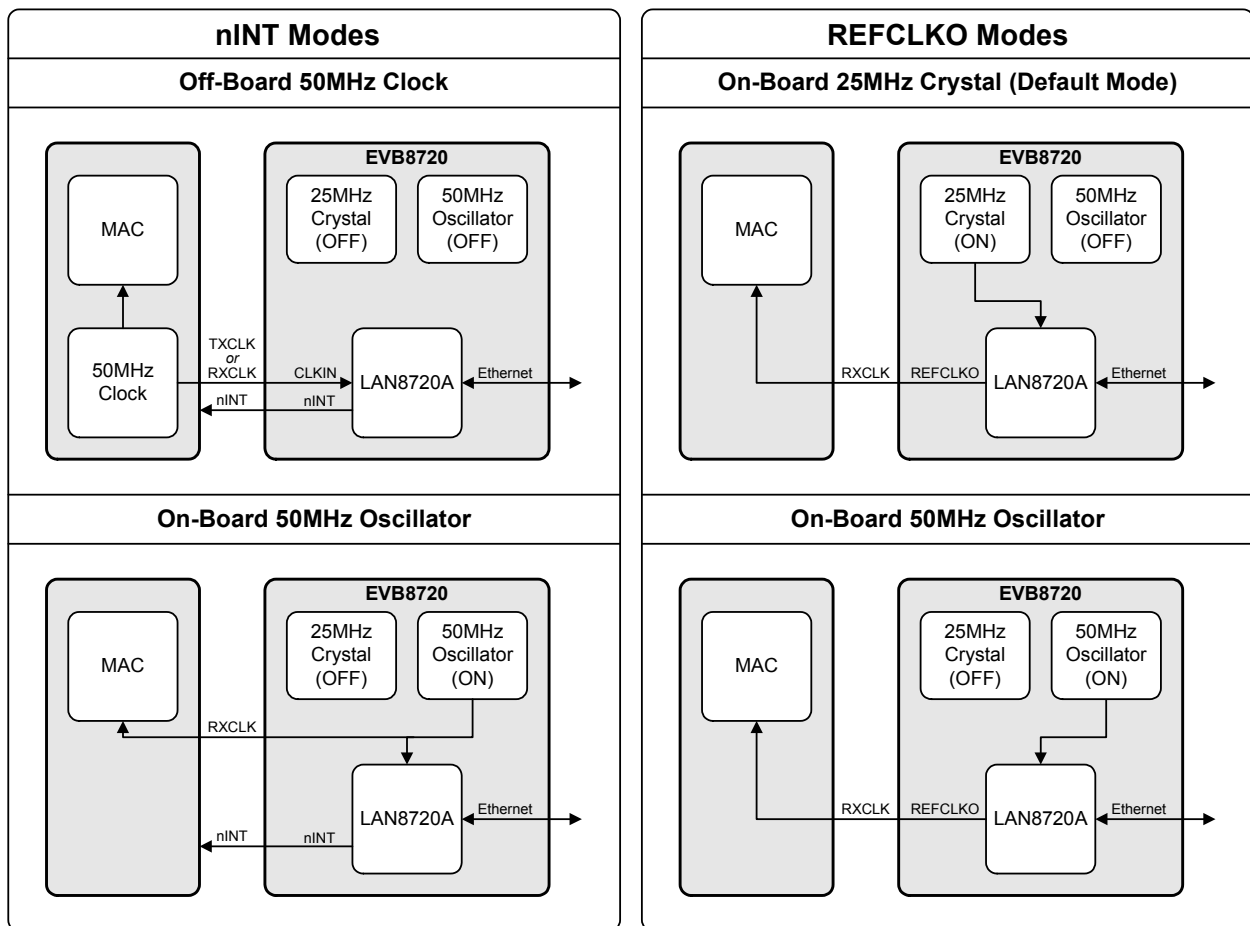 nINT Modes
Off-Board 50MHz Clock
EVB8720
MAC
25MHz
Crystal
(OFF)
50MHz
Oscillator
(OFF)
50MHz
Clock
TXCLK
or
RXCLK
CLKIN
LAN8720A
Ethernet
nINT
nINT
On-Board 50MHz Oscillator
EVB8720
MAC
25MHz
Crystal
(OFF)
50MHz
Oscillator
(ON)
RXCLK
LAN8720A
Ethernet
nINT
nINT
REFCLKO Modes
On-Board 25MHz Crystal (Default Mode)
EVB8720
MAC
25MHz
Crystal
(ON)
50MHz
Oscillator
(OFF)
RXCLK
REFCLKO
LAN8720A
Ethernet
On-Board 50MHz Oscillator
EVB8720
MAC
25MHz
Crystal
(OFF)
50MHz
Oscillator
(ON)
RXCLK
REFCLKO
LAN8720A
Ethernet